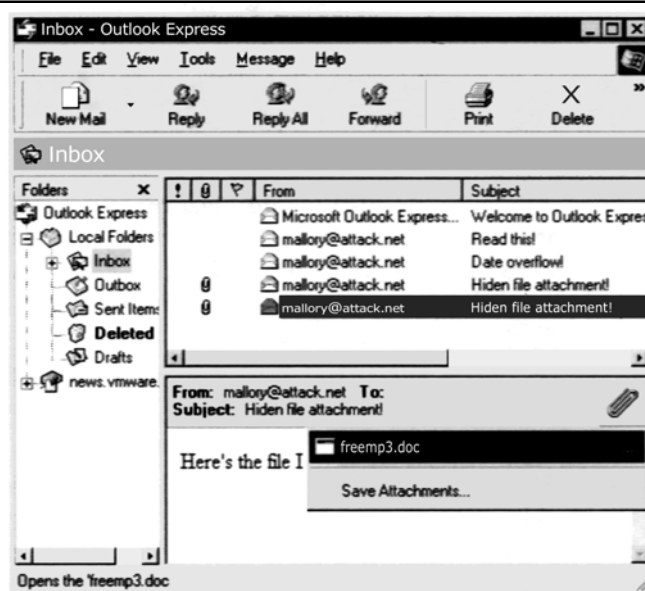 Inbox - Outlook Express
File Edit View Tools Message Help
New Mail Reply Reply All Forward Print Delete »
Inbox
Folders x
Outlook Express
Local Folders
Inbox
Outbox
Sent Items
Deleted
Drafts
news.vmware.
! From Subject
Microsoft Outlook Express... Welcome to Outlook Expres
mallory@attack.net Read this!
mallory@attack.net Date overflow!
mallory@attack.net Hiden file attachment!
mallory@attack.net Hiden file attachment!
From: mallory@attack.net To:
Subject: Hiden file attachment!
Here's the file I
freemp3.doc
Save Attachments...
Opens the 'freemp3.doc